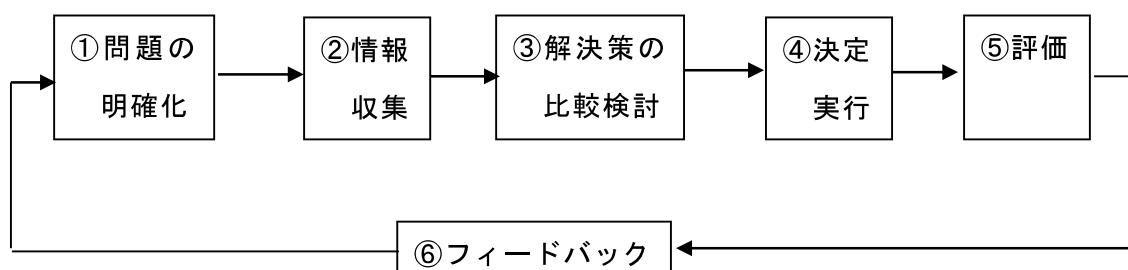 ①問題の
明確化
②情報
収集
③解決策の
比較検討
④決定
実行
⑤評価
⑥フィードバック